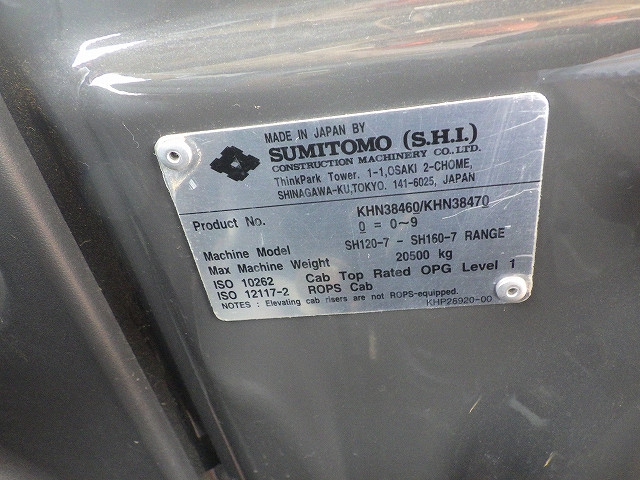 MADE IN JAPAN BY
SUMITOMO (S.H.I.)
CONSTRUCTION MACHINERY CO.,LTD.
ThinkPark Tower. 1-1,OSAKI 2-CHOME,
SHINAGAWA-KU,TOKYO. 141-6025, JAPAN
Product No. KHN38460/KHN38470
0 = 0~9
Machine Model SH120-7 - SH160-7 RANGE
Max Machine Weight 20500 kg
ISO 10262 Cab Top Rated OPG Level 1
ISO 12117-2 ROPS Cab
NOTES : Elevating cab risers are not ROPS-equipped.
KHP26920-00